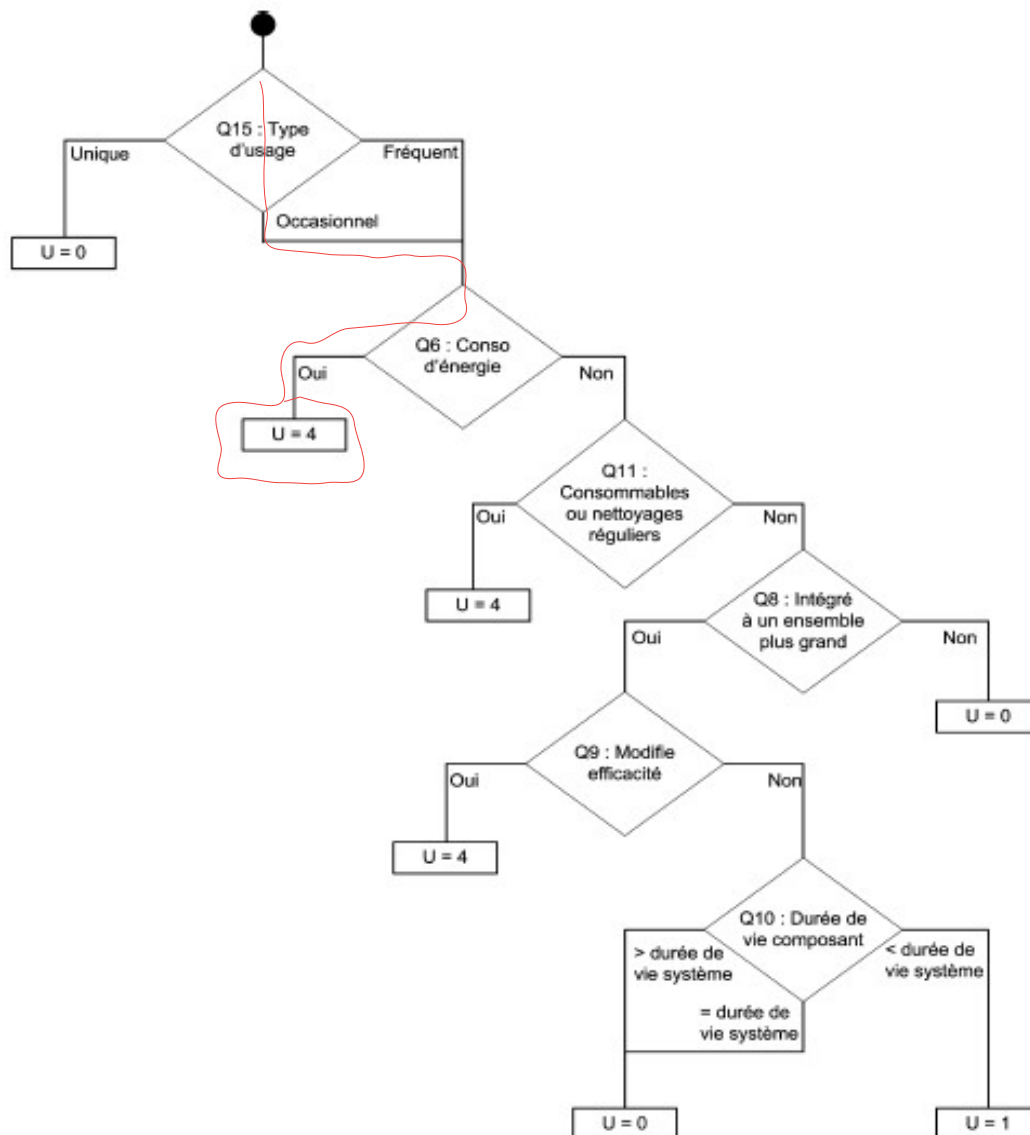 Q15 : Type
d'usage
Unique
Fréquent
Occasionnel
U = 0
Q6 : Conso
d'énergie
Oui
Non
U = 4
Q11 :
Consommables
ou nettoyages
réguliers
Oui
Non
U = 4
Q8 : Intégré
à un ensemble
plus grand
Oui
Non
U = 0
Q9 : Modifie
efficacité
Oui
Non
U = 4
Q10 : Durée de
vie composant
> durée de
vie système
< durée de
vie système
= durée de
vie système
U = 0
U = 1